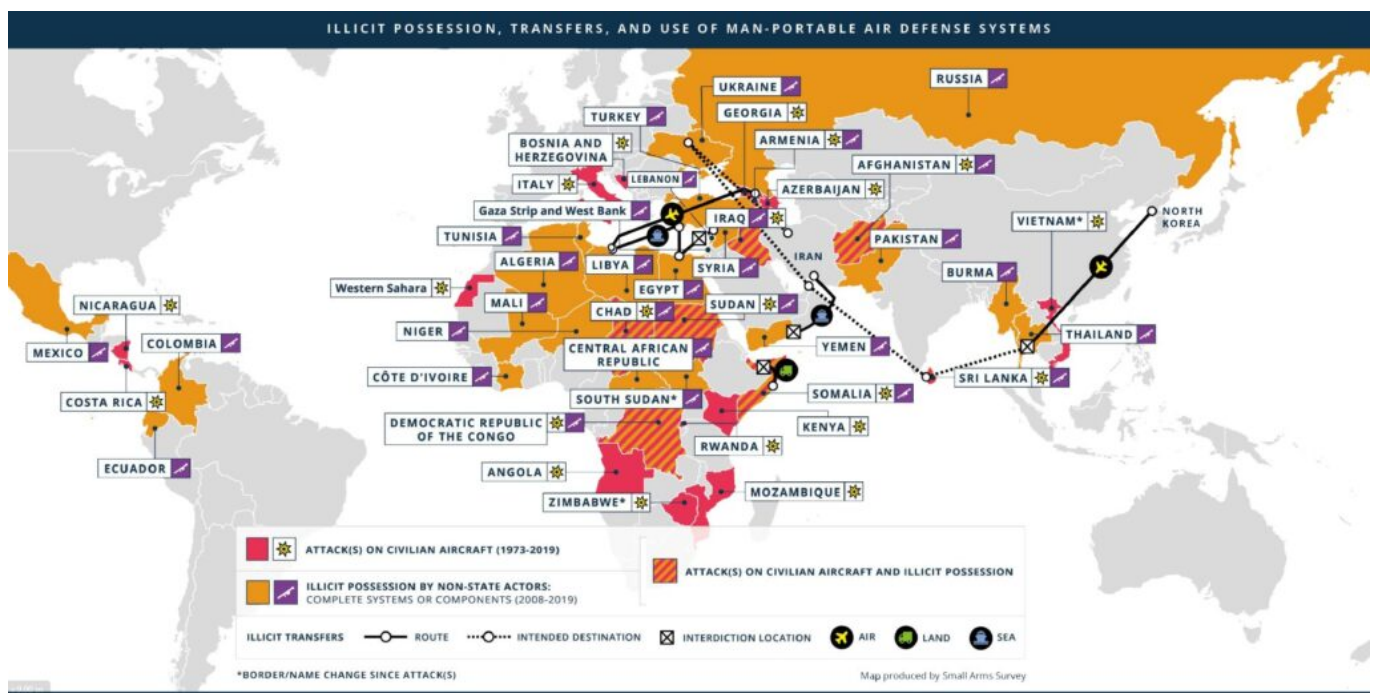 ILLICIT POSSESSION, TRANSFERS, AND USE OF MAN-PORTABLE AIR DEFENSE SYSTEMS
RUSSIA
UKRAINE
GEORGIA
TURKEY
ARMENIA
BOSNIA AND
HERZEGOVINA
AFGHANISTAN
ITALY
LEBANON
AZERBAIJAN
Gaza Strip and West Bank
IRAQ
VIETNAM*
NORTH
KOREA
TUNISIA
PAKISTAN
ALGERIA
LIBYA
SYRIA
IRAN
BURMA
Western Sahara
EGYPT
NICARAGUA
MALI
CHAD
SUDAN
NIGER
THAILAND
COLOMBIA
MEXICO
CENTRAL AFRICAN
REPUBLIC
YEMEN
CÔTE D'IVOIRE
SRI LANKA
COSTA RICA
SOUTH SUDAN*
SOMALIA
DEMOCRATIC REPUBLIC
OF THE CONGO
KENYA
RWANDA
ECUADOR
ANGOLA
ZIMBABWE*
MOZAMBIQUE
ATTACK(S) ON CIVILIAN AIRCRAFT (1973-2019)
ILLICIT POSSESSION BY NON-STATE ACTORS:
COMPLETE SYSTEMS OR COMPONENTS (2008-2019)
ATTACK(S) ON CIVILIAN AIRCRAFT AND ILLICIT POSSESSION
ILLICIT TRANSFERS ROUTE INTENDED DESTINATION INTERDICTION LOCATION AIR LAND SEA
*BORDER/NAME CHANGE SINCE ATTACK(S)
Map produced by Small Arms Survey